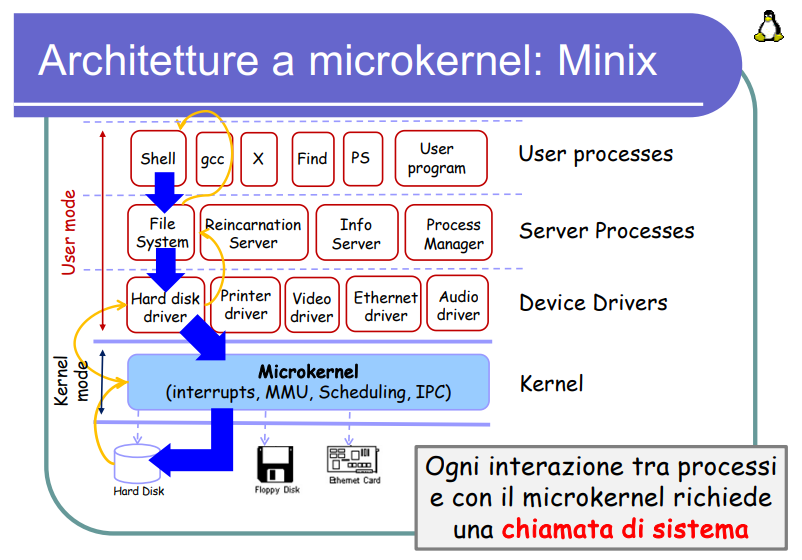 Architetture a microkernel: Minix
User mode
Shell
gcc
X
Find
PS
User
program
User processes
File
System
Reincarnation
Server
Info
Server
Process
Manager
Server Processes
Hard disk
driver
Printer
driver
Video
driver
Ethernet
driver
Audio
driver
Device Drivers
Kernel
mode
Microkernel
(interrupts, MMU, Scheduling, IPC)
Kernel
Hard Disk
Floppy Disk
Ethernet Card
Ogni interazione tra processi
e con il microkernel richiede
una chiamata di sistema